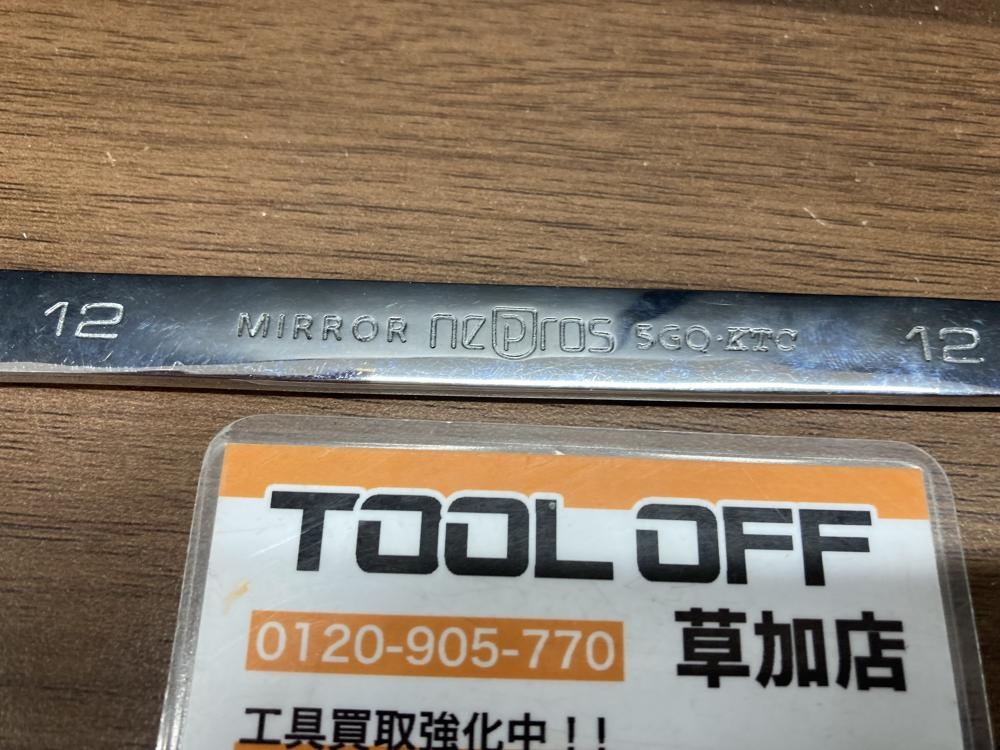 12 MIRROR nepros 5GQ·KTC 12
TOOL OFF
0120-905-770 草加店
工具買取強化中！！